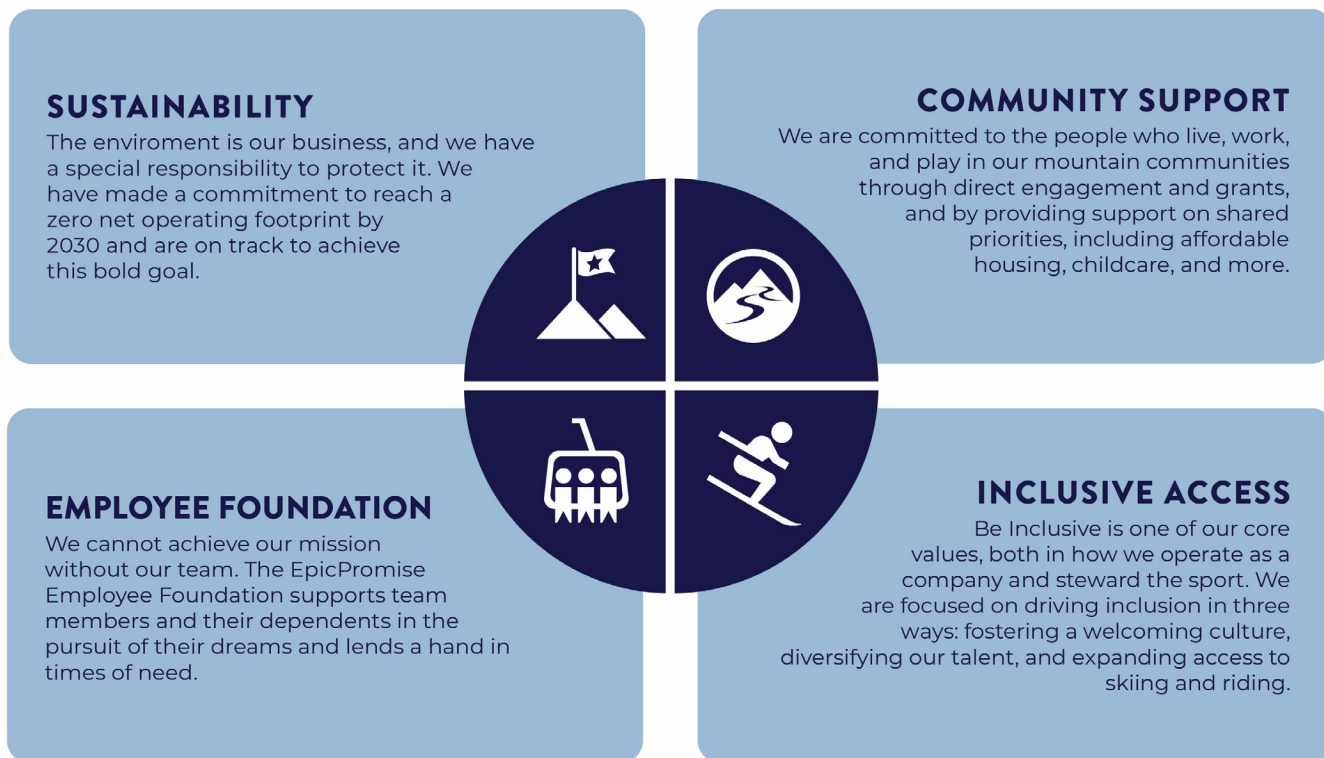 SUSTAINABILITY
The enviroment is our business, and we have
a special responsibility to protect it. We
have made a commitment to reach a
zero net operating footprint by
2030 and are on track to achieve
this bold goal.
COMMUNITY SUPPORT
We are committed to the people who live, work,
and play in our mountain communities
through direct engagement and grants,
and by providing support on shared
priorities, including affordable
housing, childcare, and more.
EMPLOYEE FOUNDATION
We cannot achieve our mission
without our team. The EpicPromise
Employee Foundation supports team
members and their dependents in the
pursuit of their dreams and lends a hand in
times of need.
INCLUSIVE ACCESS
Be Inclusive is one of our core
values, both in how we operate as a
company and steward the sport. We
are focused on driving inclusion in three
ways: fostering a welcoming culture,
diversifying our talent, and expanding access to
skiing and riding.